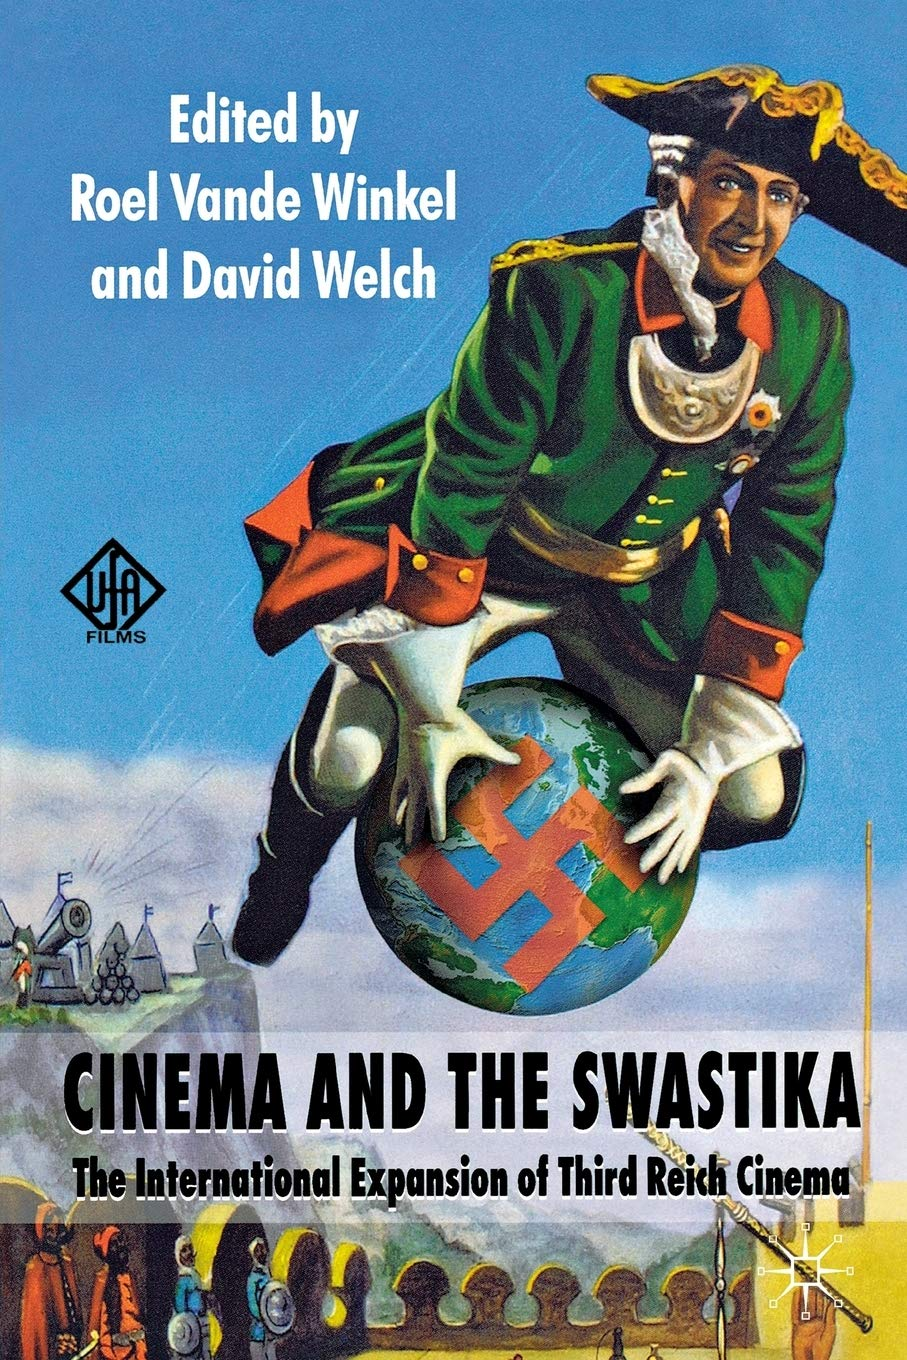 Edited by
Roel Vande Winkel
and David Welch
UFA
FILMS
CINEMA AND THE SWASTIKA
The International Expansion of Third Reich Cinema